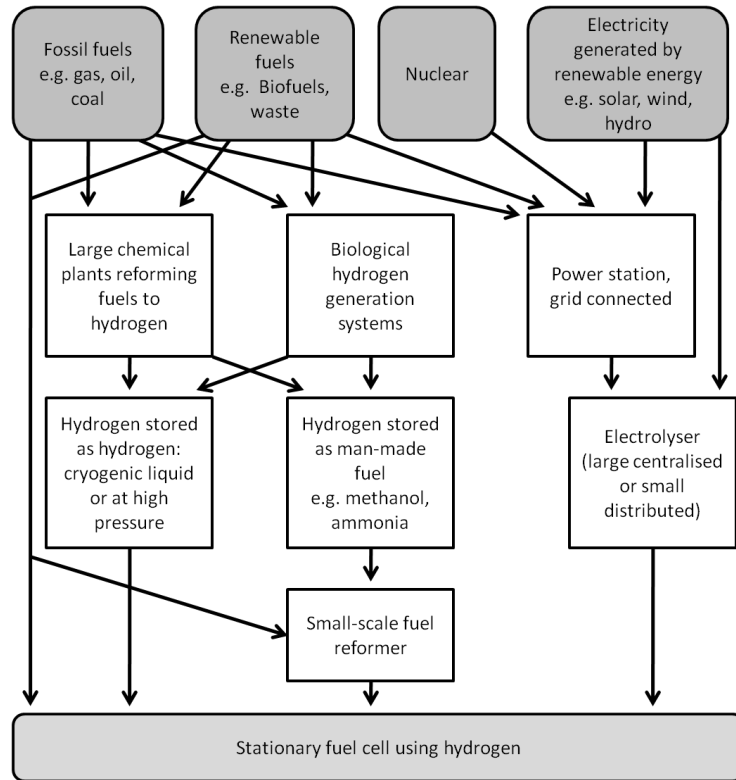 Fossil fuels
e.g. gas, oil,
coal
Renewable
fuels
e.g. Biofuels,
waste
Nuclear
Electricity
generated by
renewable energy
e.g. solar, wind,
hydro
Large chemical
plants reforming
fuels to
hydrogen
Biological
hydrogen
generation
systems
Power station,
grid connected
Hydrogen stored
as hydrogen:
cryogenic liquid
or at high
pressure
Hydrogen stored
as man-made
fuel
e.g. methanol,
ammonia
Electrolyser
(large centralised
or small
distributed)
Small-scale fuel
reformer
Stationary fuel cell using hydrogen